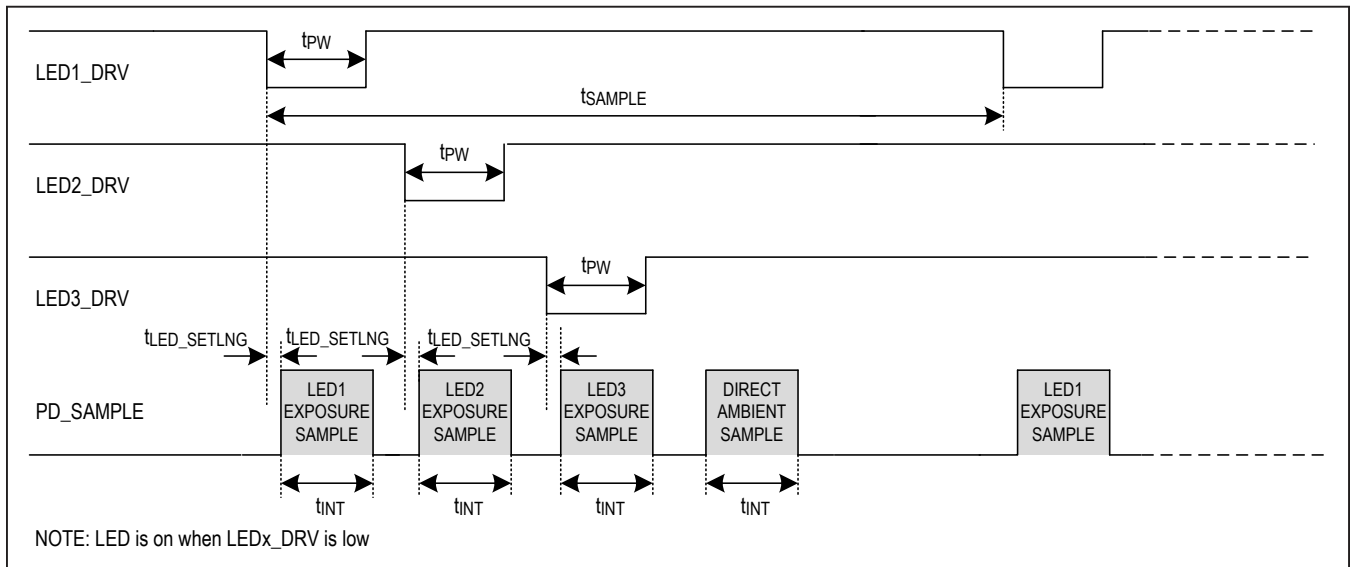 tPW
LED1_DRV
tSAMPLE
tPW
LED2_DRV
tPW
LED3_DRV
tLED_SETLNG
tLED_SETLNG
tLED_SETLNG
LED1
EXPOSURE
SAMPLE
LED2
EXPOSURE
SAMPLE
LED3
EXPOSURE
SAMPLE
DIRECT
AMBIENT
SAMPLE
LED1
EXPOSURE
SAMPLE
PD_SAMPLE
tINT
tINT
tINT
tINT
NOTE: LED is on when LEDx_DRV is low